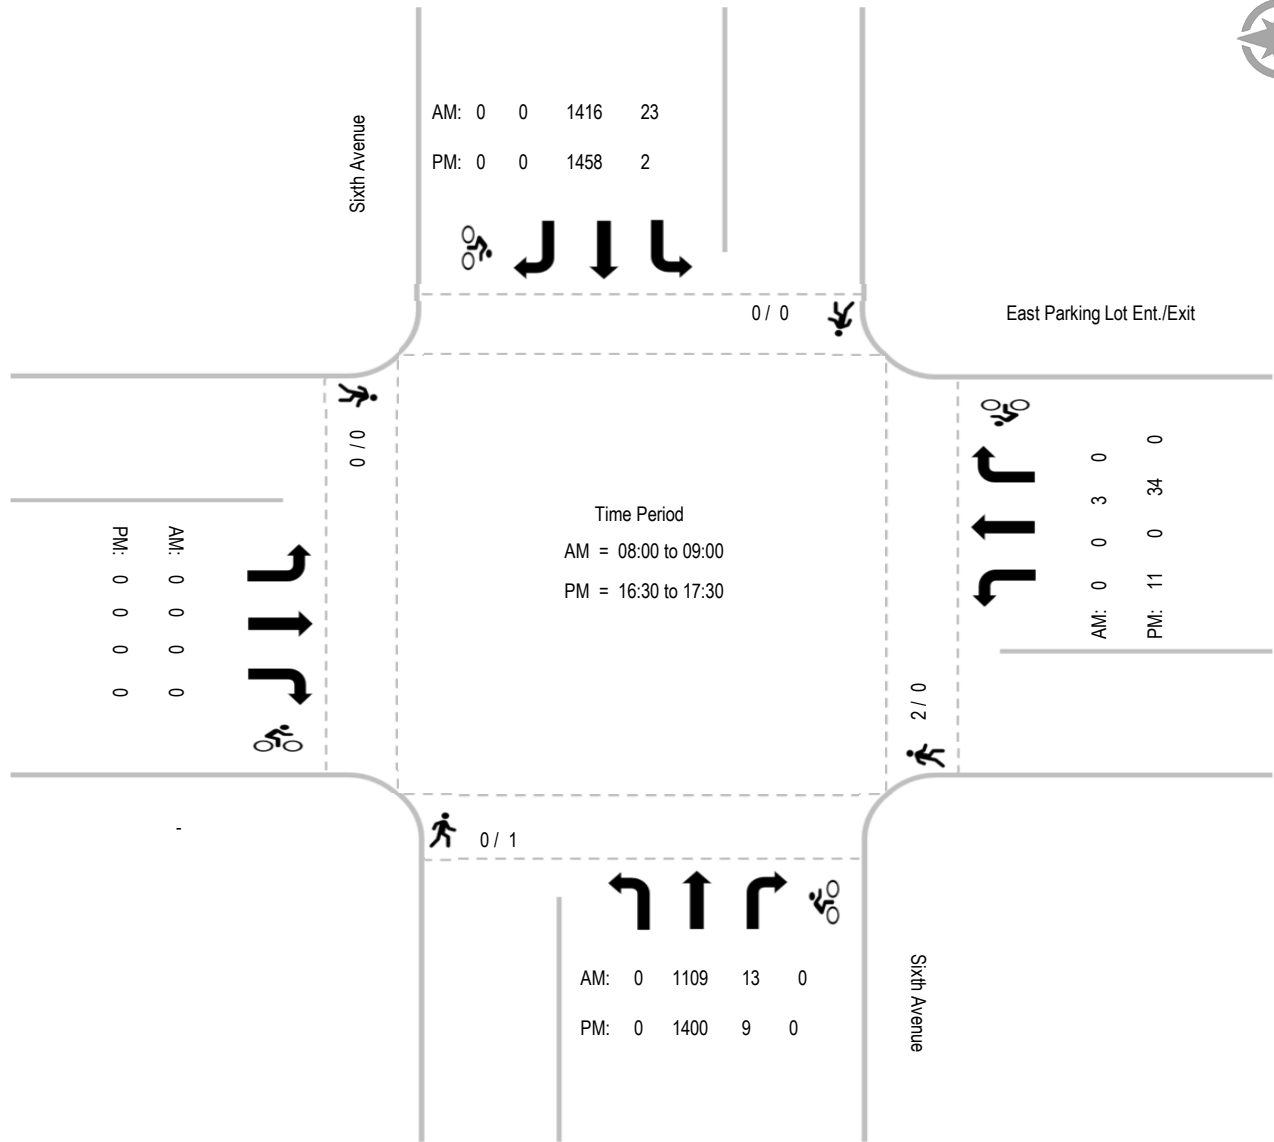 Sixth Avenue
AM: 0 0 1416 23
PM: 0 0 1458 2
0 / 0
East Parking Lot Ent./Exit
0 / 0
Time Period
AM = 08:00 to 09:00
PM = 16:30 to 17:30
AM: 0 0 3 0
PM: 11 0 34 0
AM: 0 0 0 0
PM: 0 0 0 0
2 / 0
-
0 / 1
AM: 0 1109 13 0
PM: 0 1400 9 0
Sixth Avenue